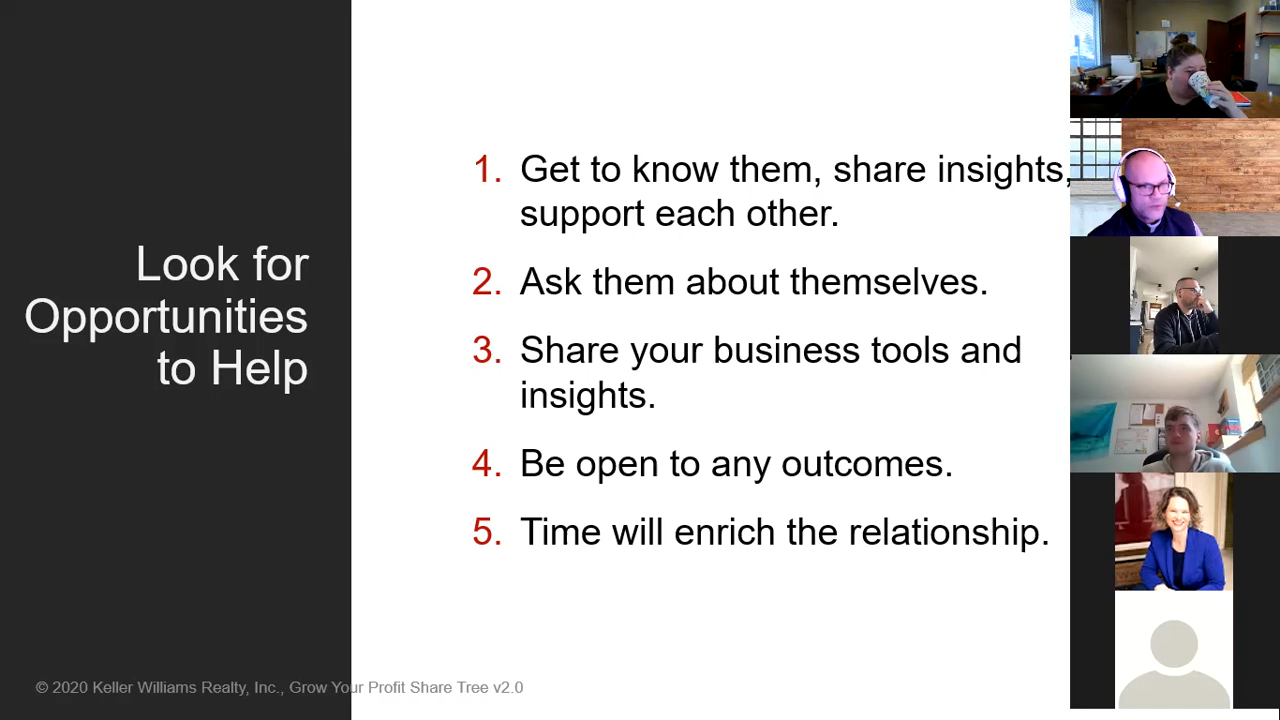 Look for
Opportunities
to Help
1. Get to know them, share insights,
support each other.
2. Ask them about themselves.
3. Share your business tools and
insights.
4. Be open to any outcomes.
5. Time will enrich the relationship.
© 2020 Keller Williams Realty, Inc., Grow Your Profit Share Tree v2.0